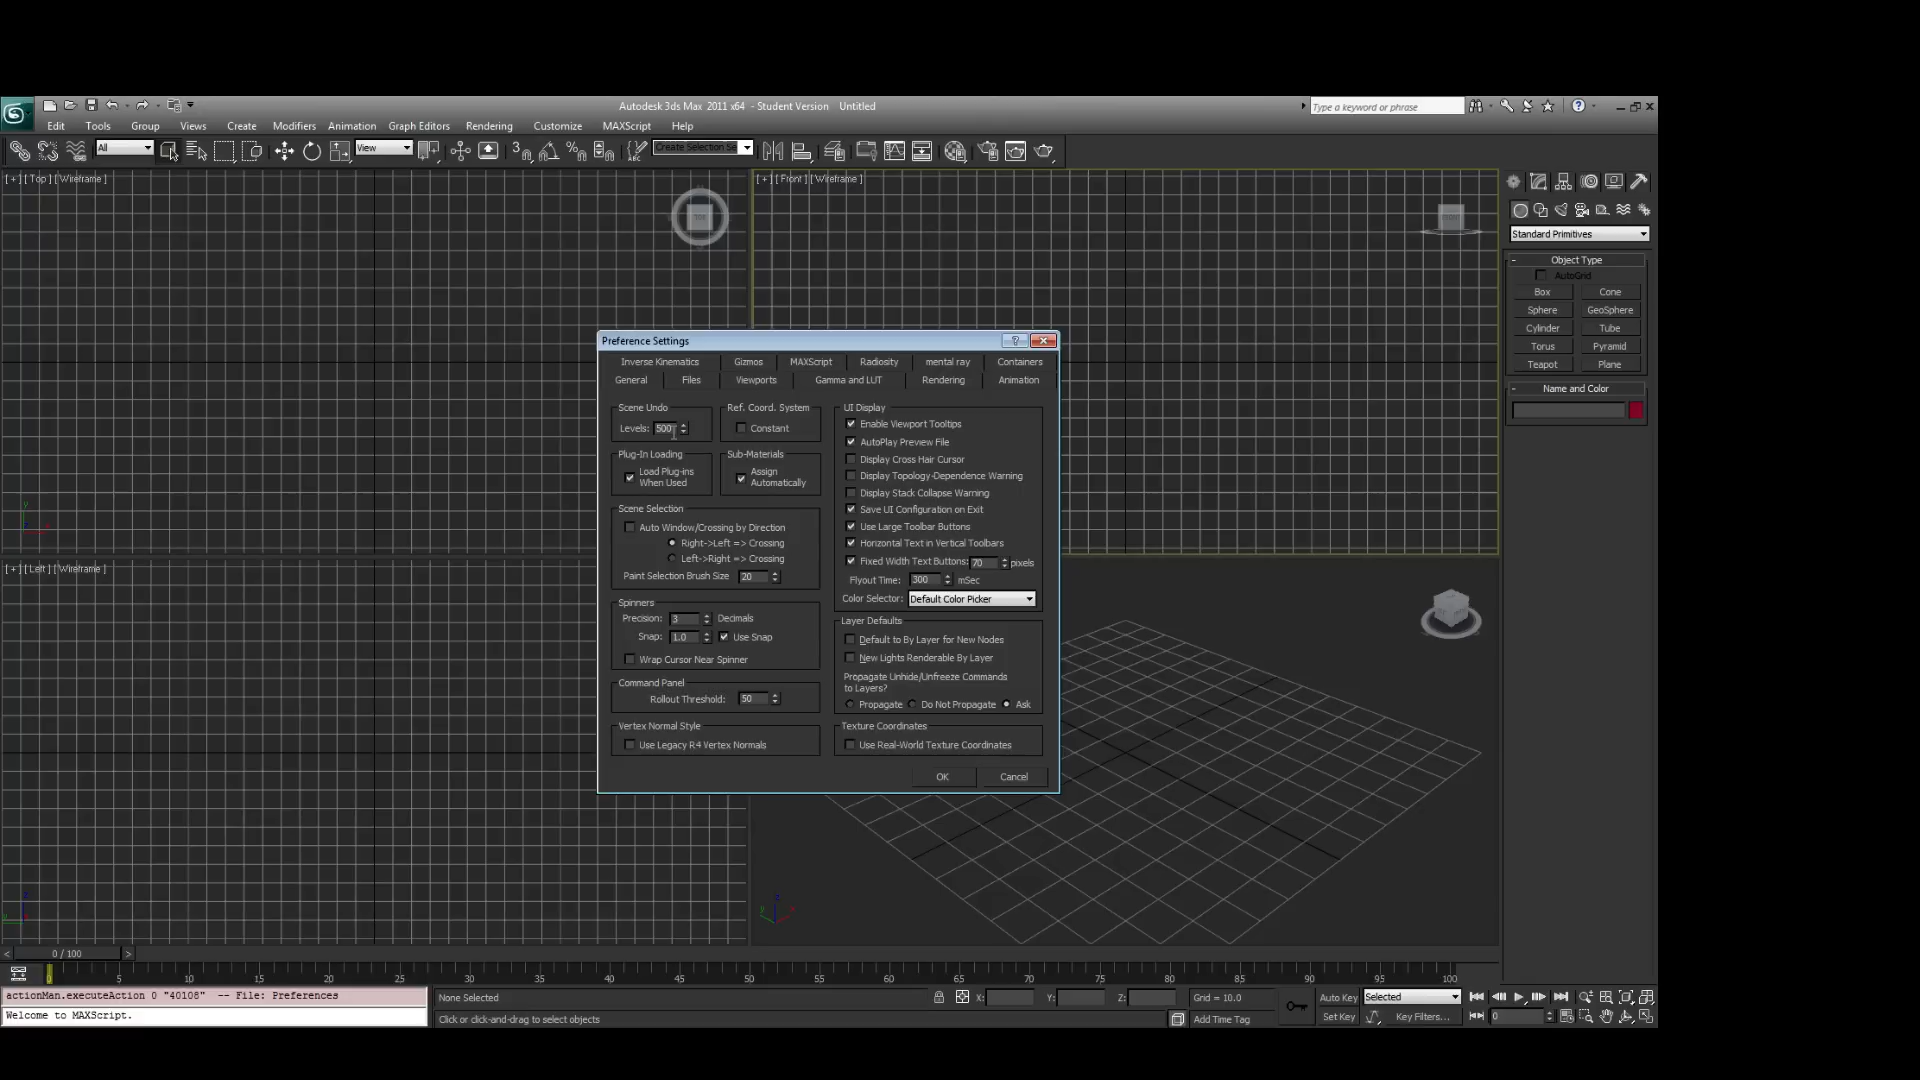 Autodesk 3ds Max 2011 x64 - Student Version Untitled
Type a keyword or phrase
Edit Tools Group Views Create Modifiers Animation Graph Editors Rendering Customize MAXScript Help
All
View
Create Selection Se
[ + ] [ Top ] [ Wireframe ]
[ + ] [ Front ] [ Wireframe ]
TOP
Standard Primitives
Object Type
AutoGrid
Box Cone
Sphere GeoSphere
Cylinder Tube
Torus Pyramid
Teapot Plane
Name and Color
Preference Settings
Inverse Kinematics Gizmos MAXScript Radiosity mental ray Containers
General Files Viewports Gamma and LUT Rendering Animation
Scene Undo
Levels: 500
Ref. Coord. System
Constant
Plug-In Loading
Load Plug-ins
When Used
Sub-Materials
Assign
Automatically
Scene Selection
Auto Window/Crossing by Direction
Right->Left => Crossing
Left->Right => Crossing
Paint Selection Brush Size 20
Spinners
Precision: 3 Decimals
Snap: 1.0 Use Snap
Wrap Cursor Near Spinner
Command Panel
Rollout Threshold: 50
Vertex Normal Style
Use Legacy R4 Vertex Normals
UI Display
Enable Viewport Tooltips
AutoPlay Preview File
Display Cross Hair Cursor
Display Topology-Dependence Warning
Display Stack Collapse Warning
Save UI Configuration on Exit
Use Large Toolbar Buttons
Horizontal Text in Vertical Toolbars
Fixed Width Text Buttons: 70 pixels
Flyout Time: 300 mSec
Color Selector: Default Color Picker
Layer Defaults
Default to By Layer for New Nodes
New Lights Renderable By Layer
Propagate Unhide/Unfreeze Commands
to Layers?
Propagate Do Not Propagate Ask
Texture Coordinates
Use Real-World Texture Coordinates
OK Cancel
[ + ] [ Left ] [ Wireframe ]
< 0 / 100 >
5 10 15 20 25 30 35 40 45 50 55 60 65 70 75 80 85 90 95 100
actionMan.executeAction 0 "40108" -- File: Preferences
Welcome to MAXScript.
None Selected
X: Y: Z: Grid = 10.0
Auto Key Selected
Click or click-and-drag to select objects
Add Time Tag
Set Key Key Filters... 0